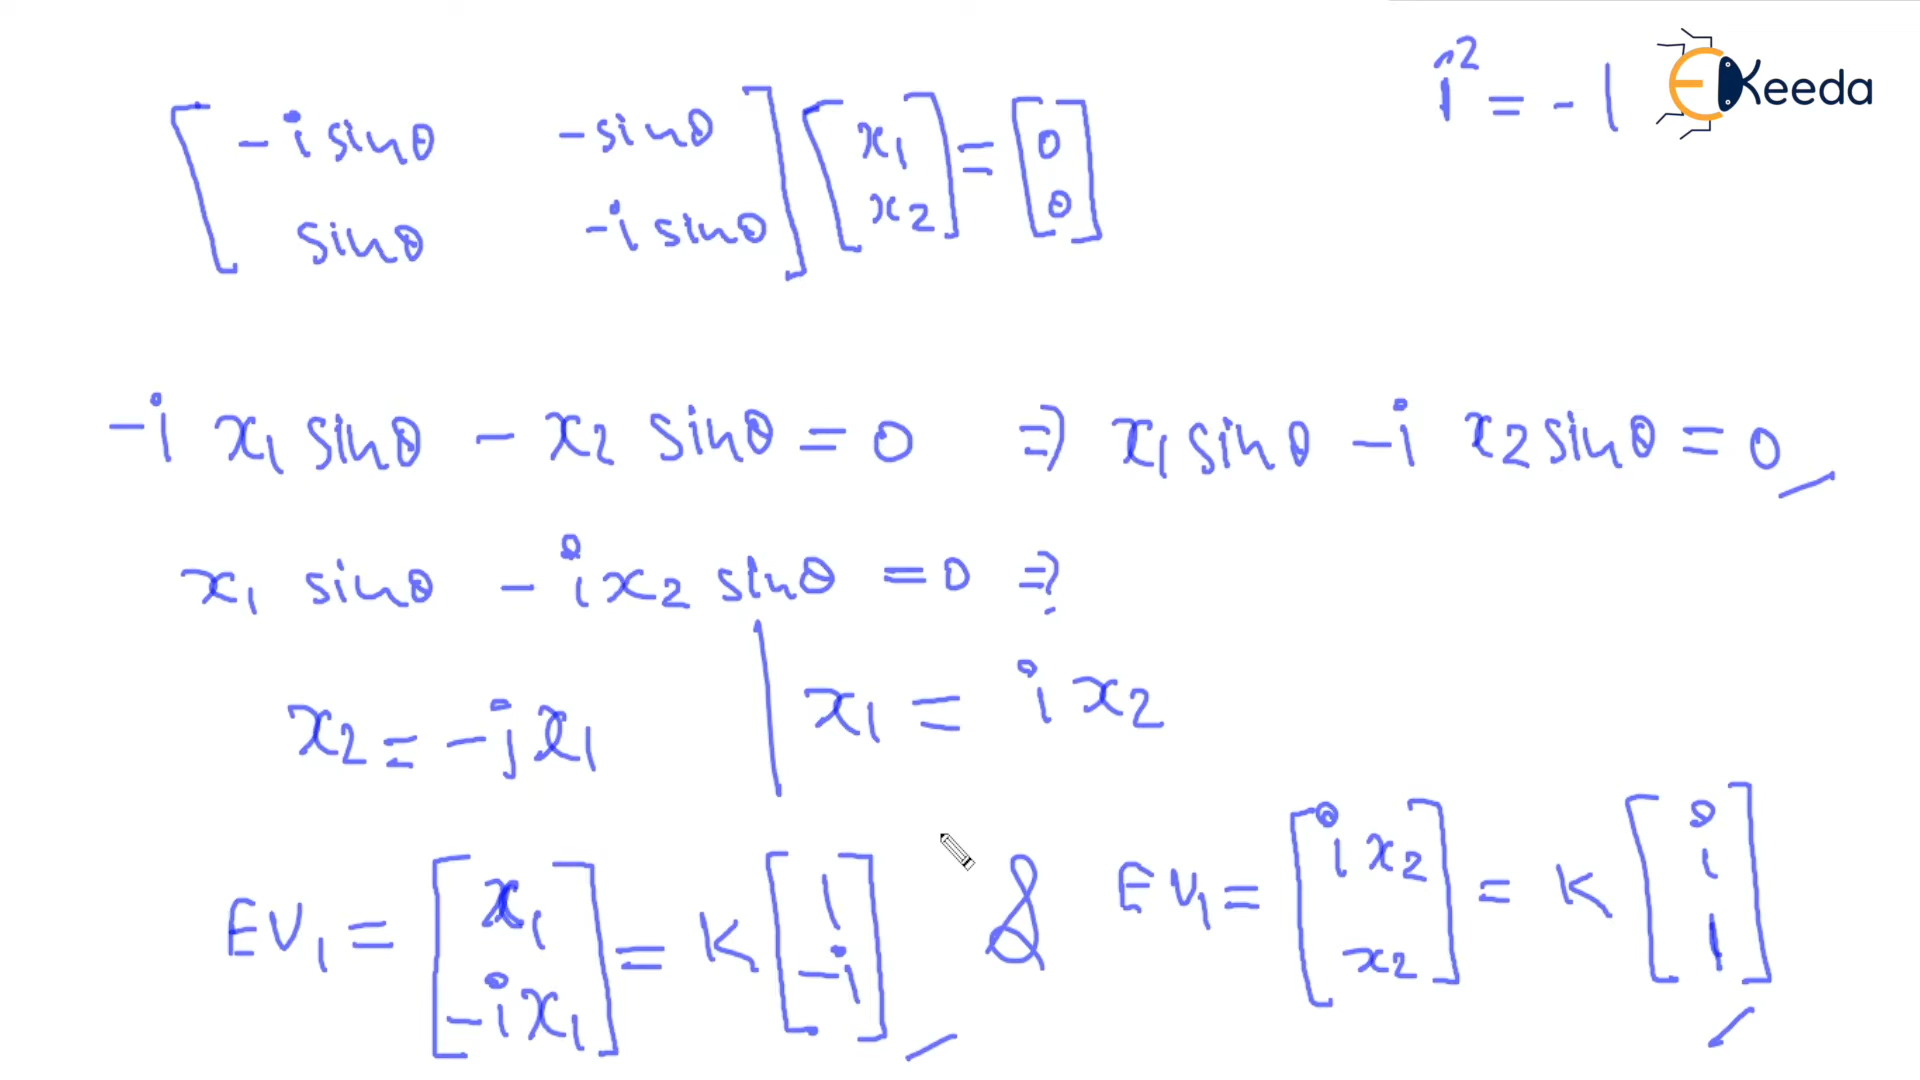 i² = -1 EKeeda
[ -i sinθ -sinθ ] [ x₁ ] = [ 0 ]
[ sinθ -i sinθ ] [ x₂ ] [ 0 ]
-i x₁ sinθ - x₂ sinθ = 0 ⇒ x₁ sinθ - i x₂ sinθ = 0
x₁ sinθ - i x₂ sinθ = 0 ⇒
x₂ = -i x₁ | x₁ = i x₂
EV₁ = [ x₁ ] = K [ 1 ] & EV₁ = [ i x₂ ] = K [ i ]
[ -i x₁ ] [ -i ] [ x₂ ] [ 1 ]